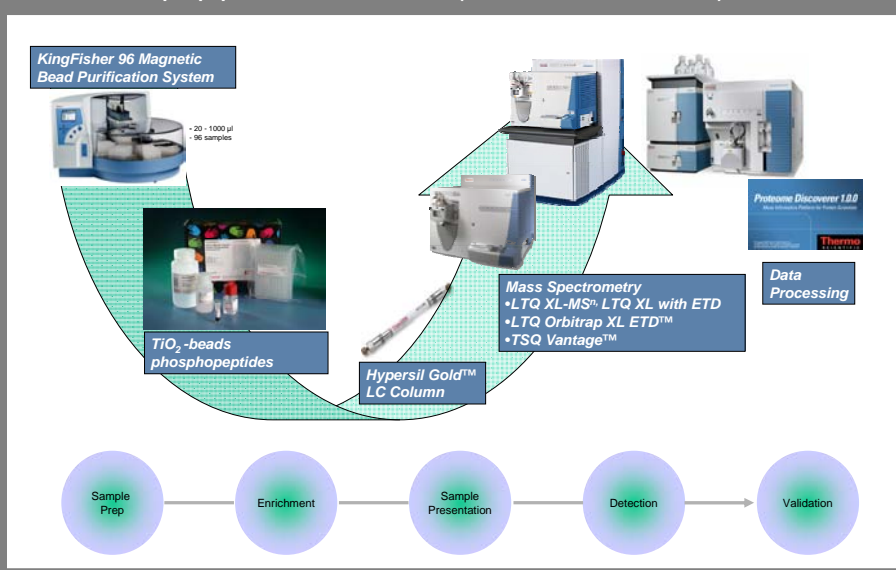 KingFisher 96 Magnetic
Bead Purification System
- 20 - 1000 µl
- 96 samples
TiO2 -beads
phosphopeptides
Hypersil Gold™
LC Column
Mass Spectrometry
•LTQ XL-MSn, LTQ XL with ETD
•LTQ Orbitrap XL ETD™
•TSQ Vantage™
Proteome Discoverer 1.0.0
Thermo
SCIENTIFIC
Data
Processing
Sample
Prep
Enrichment
Sample
Presentation
Detection
Validation